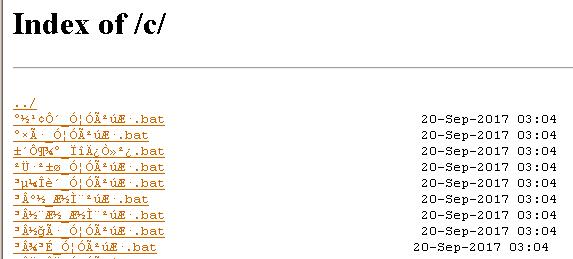 Index of /c/
../
°½¹¢Ô´_Ó¦ÓÃ²úÆ·.bat 20-Sep-2017 03:04
°×Ã·_Ó¦ÓÃ²úÆ·.bat 20-Sep-2017 03:04
±´Ô¶¾°_ÏîÄ¿Ò»²¿.bat 20-Sep-2017 03:04
²Ü·²±ø_Ó¦ÓÃ²úÆ·.bat 20-Sep-2017 03:04
³µ¼Îè´_Ó¦ÓÃ²úÆ·.bat 20-Sep-2017 03:04
³Âº½_Æ½Ì¨²úÆ·.bat 20-Sep-2017 03:04
³Â½¨Æ½_Æ½Ì¨²úÆ·.bat 20-Sep-2017 03:04
³Â½ğÃ·_Ó¦ÓÃ²úÆ·.bat 20-Sep-2017 03:04
³Â¾³É_Ó¦ÓÃ²úÆ·.bat 20-Sep-2017 03:04